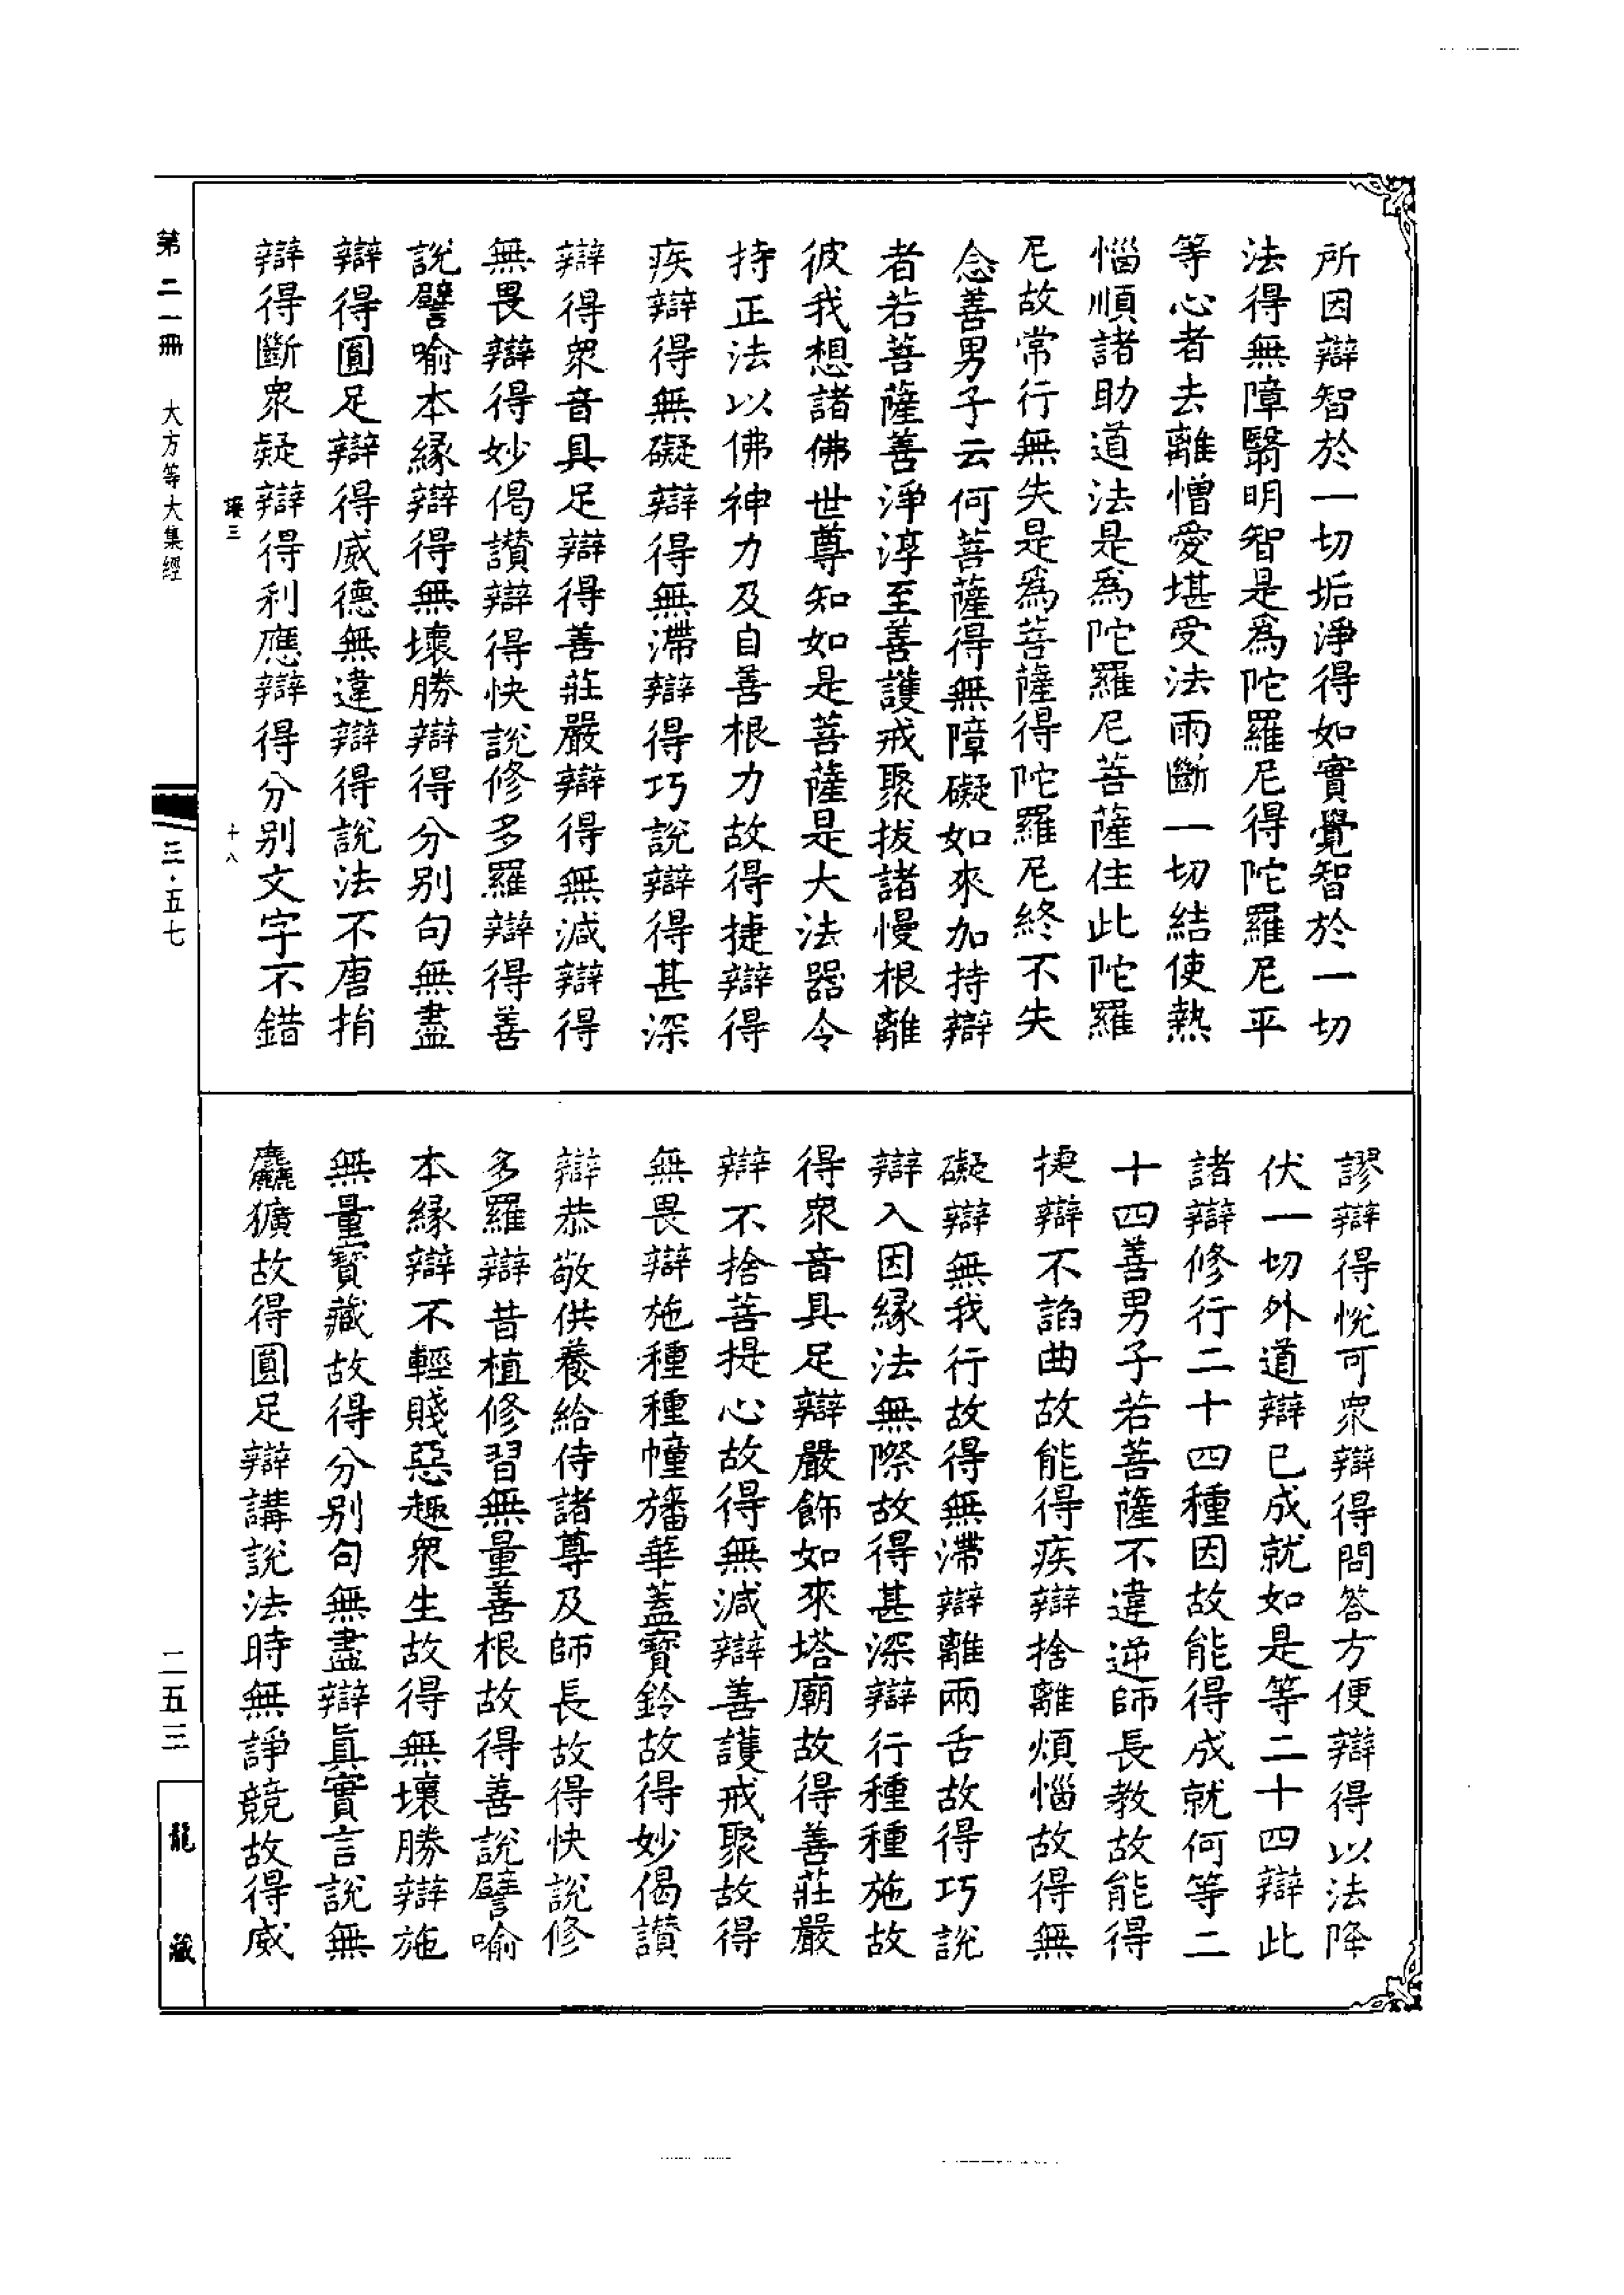 所因辯智於一切垢淨得如實覺智於一切
法得無障翳明智是為陀羅尼得陀羅尼平
等心者去離憎愛堪受法雨斷一切結使熱
惱順諸助道法是為陀羅尼菩薩住此陀羅
尼故常行無失是為菩薩得陀羅尼終不失
念善男子云何菩薩得無障礙如來加持辯
者若菩薩善淨淳至善護戒聚拔諸慢根離
彼我想諸佛世尊知如是菩薩是大法器令
持正法以佛神力及自善根力故得捷辯得
疾辯得無礙辯得無滯辯得巧說辯得甚深
辯得眾音具足辯得善莊嚴辯得無減辯得
無畏辯得妙偈讚辯得快說修多羅辯得善
說譬喻本緣辯得無壞勝辯得分別句無盡
辯得圓足辯得威德無違辯得說法不唐捐
辯得斷眾疑辯得利應辯得分別文字不錯
謬辯得悅可眾辯得問答方便辯得以法降
伏一切外道辯已成就如是等二十四辯此
諸辯修行二十四種因故能得成就何等二
十四善男子若菩薩不違逆師長教故能得
捷辯不諂曲故能得疾辯捨離煩惱故得無
礙辯無我行故得無滯辯離兩舌故得巧說
辯入因緣法無際故得甚深辯行種種施故
得眾音具足辯嚴飾如來塔廟故得善莊嚴
辯不捨菩提心故得無減辯善護戒聚故得
無畏辯施種種幢旛華蓋寶鈴故得妙偈讚
辯恭敬供養給侍諸尊及師長故得快說修
多羅辯昔植修習無量善根故得善說譬喻
本緣辯不輕賤惡趣眾生故得無壞勝辯施
無量寶藏故得分別句無盡辯真實言說無
麤獷故得圓足辯講說法時無諍競故得威
三 十八
第二一冊 大方等大集經 三·五七 二五三 龍藏